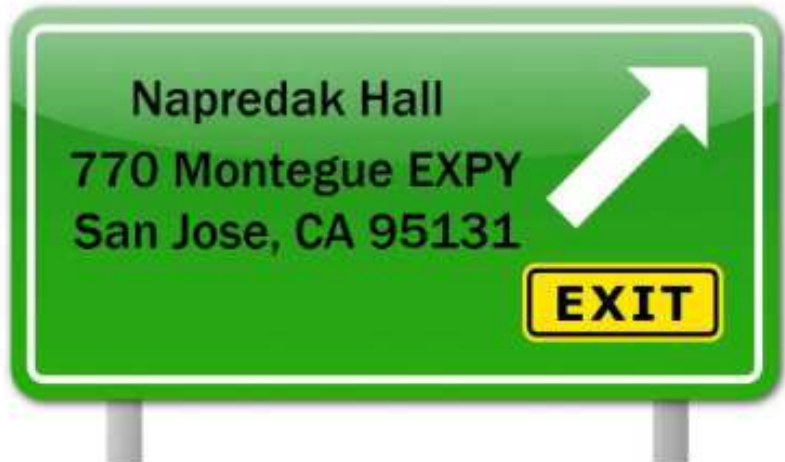 Napredak Hall
770 Montegue EXPY
San Jose, CA 95131
EXIT